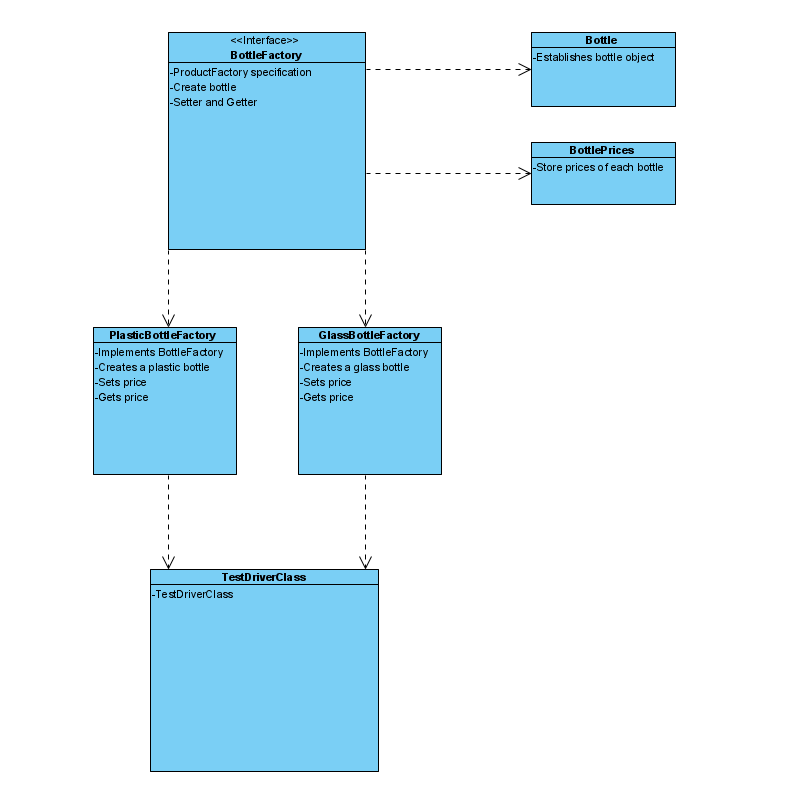 <<Interface>>
BottleFactory
-ProductFactory specification
-Create bottle
-Setter and Getter
Bottle
-Establishes bottle object
BottlePrices
-Store prices of each bottle
PlasticBottleFactory
-Implements BottleFactory
-Creates a plastic bottle
-Sets price
-Gets price
GlassBottleFactory
-Implements BottleFactory
-Creates a glass bottle
-Sets price
-Gets price
TestDriverClass
-TestDriverClass